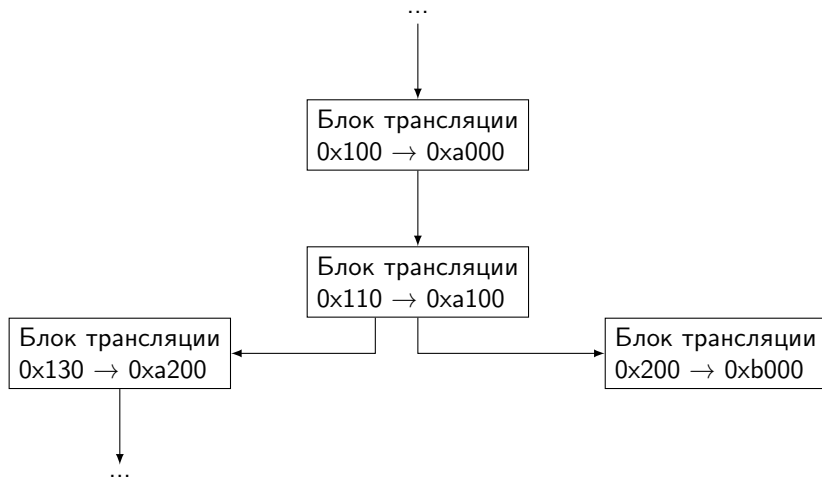 ...
Блок трансляции
0x100 → 0xa000
Блок трансляции
0x110 → 0xa100
Блок трансляции
0x130 → 0xa200
Блок трансляции
0x200 → 0xb000
...